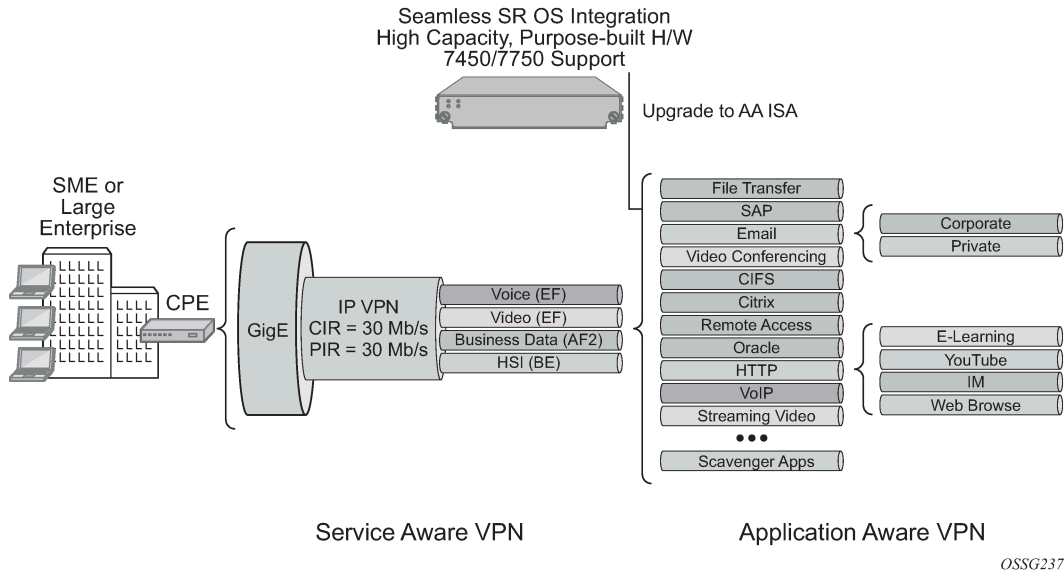 Seamless SR OS Integration
High Capacity, Purpose-built H/W
7450/7750 Support
Upgrade to AA ISA
SME or
Large
Enterprise
CPE
GigE
IP VPN
CIR = 30 Mb/s
PIR = 30 Mb/s
Voice (EF)
Video (EF)
Business Data (AF2)
HSI (BE)
File Transfer
SAP
Email
Video Conferencing
CIFS
Citrix
Remote Access
Oracle
HTTP
VoIP
Streaming Video
•••
Scavenger Apps
Corporate
Private
E-Learning
YouTube
IM
Web Browse
Service Aware VPN
Application Aware VPN
OSSG237